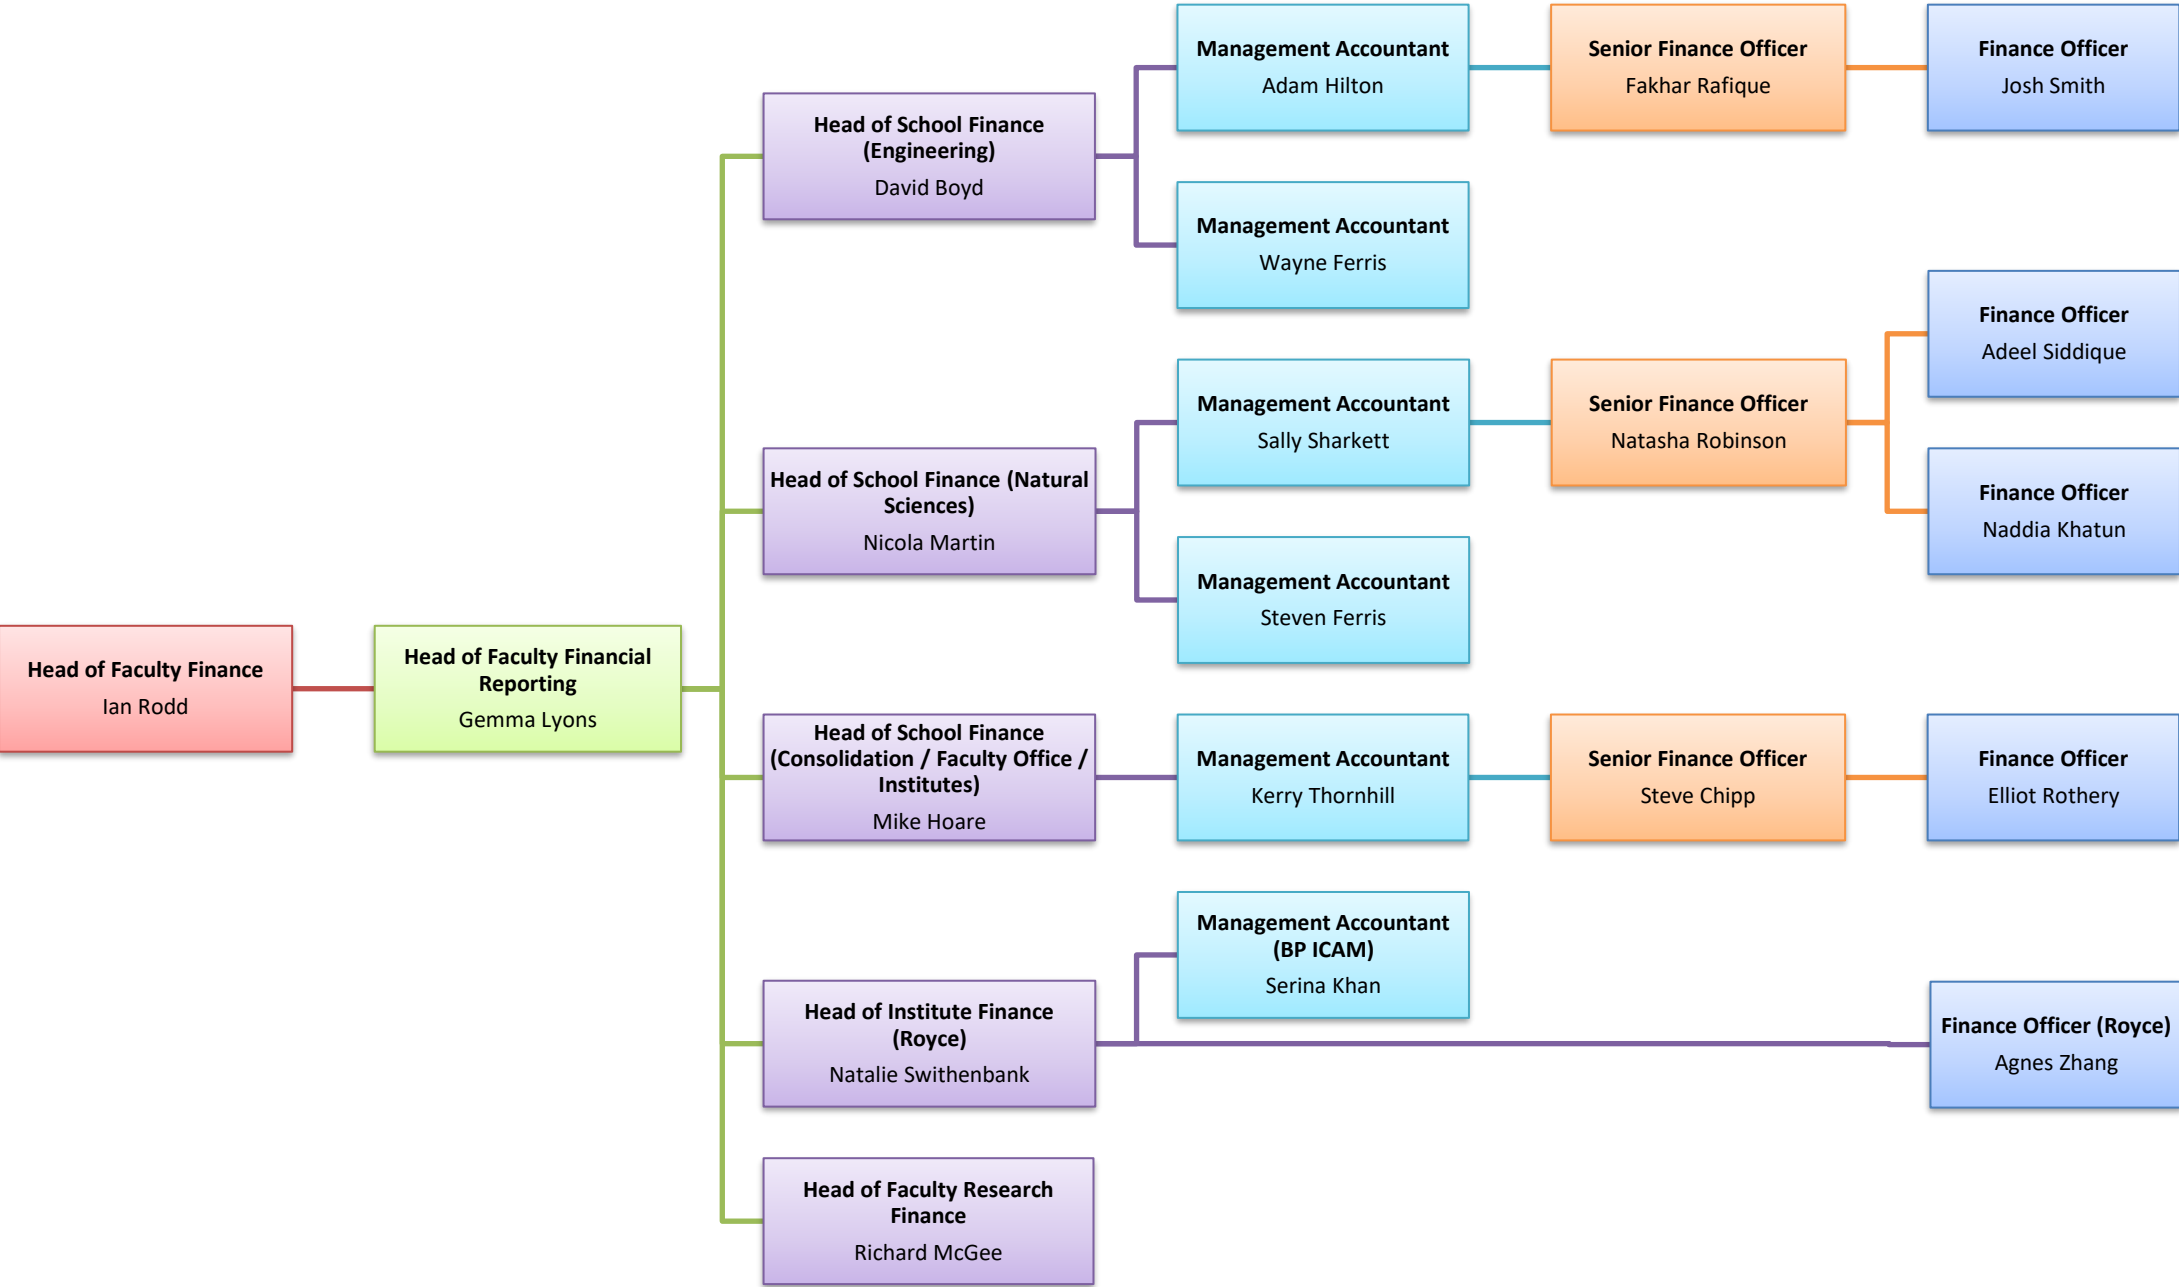 Head of Faculty Finance
Ian Rodd
Head of Faculty Financial
Reporting
Gemma Lyons
Head of School Finance
(Engineering)
David Boyd
Management Accountant
Adam Hilton
Senior Finance Officer
Fakhar Rafique
Finance Officer
Josh Smith
Management Accountant
Wayne Ferris
Head of School Finance (Natural
Sciences)
Nicola Martin
Management Accountant
Sally Sharkett
Senior Finance Officer
Natasha Robinson
Finance Officer
Adeel Siddique
Finance Officer
Naddia Khatun
Management Accountant
Steven Ferris
Head of School Finance
(Consolidation / Faculty Office /
Institutes)
Mike Hoare
Management Accountant
Kerry Thornhill
Senior Finance Officer
Steve Chipp
Finance Officer
Elliot Rothery
Head of Institute Finance
(Royce)
Natalie Swithenbank
Management Accountant
(BP ICAM)
Serina Khan
Finance Officer (Royce)
Agnes Zhang
Head of Faculty Research
Finance
Richard McGee